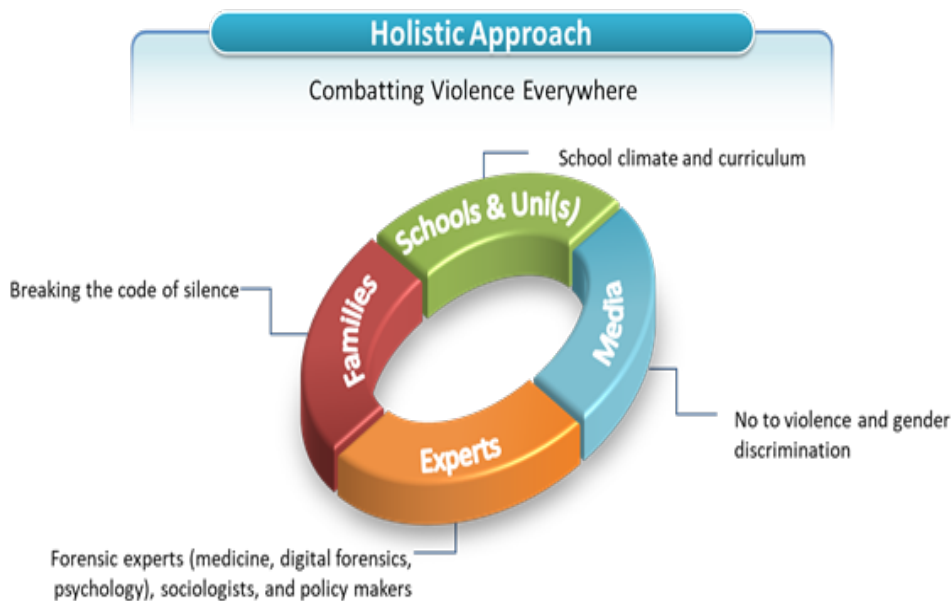 Holistic Approach
Combatting Violence Everywhere
School climate and curriculum
Schools & Uni(s)
Breaking the code of silence
Families
Media
No to violence and gender
discrimination
Experts
Forensic experts (medicine, digital forensics,
psychology), sociologists, and policy makers